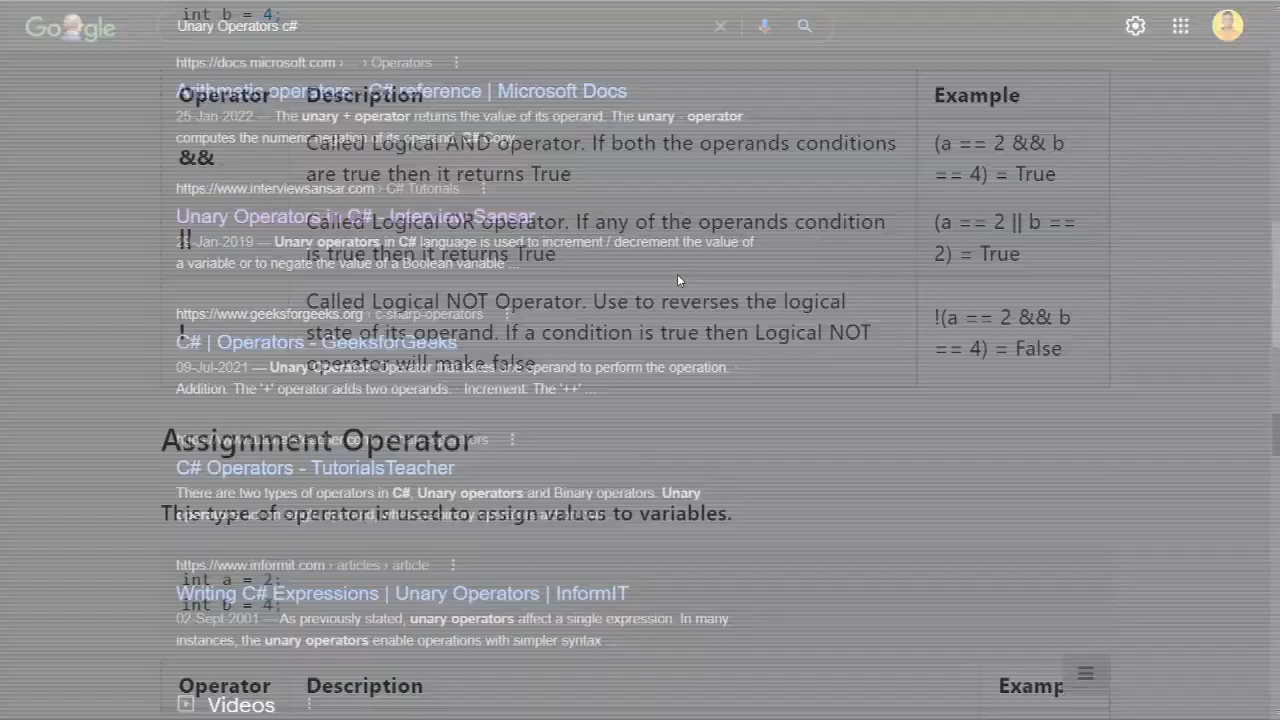 int b = 4;
Google
Unary Operators c#
https://docs.microsoft.com › ... › Operators
Arithmetic operators - C# reference | Microsoft Docs
Operator Description Example
25-Jan-2022 — The unary + operator returns the value of its operand. The unary - operator
computes the numeric negation of its operand. C# Copy.
&& Called Logical AND operator. If both the operands conditions
are true then it returns True
(a == 2 && b
== 4) = True
https://www.interviewsansar.com › C# Tutorials
Unary Operators in C# - Interview Sansar
|| Called Logical OR operator. If any of the operands condition
is true then it returns True
(a == 2 || b ==
2) = True
-Jan-2019 — Unary operators in C# language is used to increment / decrement the value of
a variable or to negate the value of a Boolean variable ...
! Called Logical NOT Operator. Use to reverses the logical
state of its operand. If a condition is true then Logical NOT
operator will make false
!(a == 2 && b
== 4) = False
https://www.geeksforgeeks.org › c-sharp-operators
C# | Operators - GeeksforGeeks
09-Jul-2021 — Unary Operator: Operator that takes one operand to perform the operation.
Addition. The '+' operator adds two operands. · Increment. The '++' ...
Assignment Operator
C# Operators - TutorialsTeacher
There are two types of operators in C#, Unary operators and Binary operators. Unary
This type of operator is used to assign values to variables.
https://www.informit.com › articles › article
int a = 2;
Writing C# Expressions | Unary Operators | InformIT
int b = 4;
02-Sept-2001 — As previously stated, unary operators affect a single expression. In many
instances, the unary operators enable operations with simpler syntax ...
Operator Description Examp
Videos